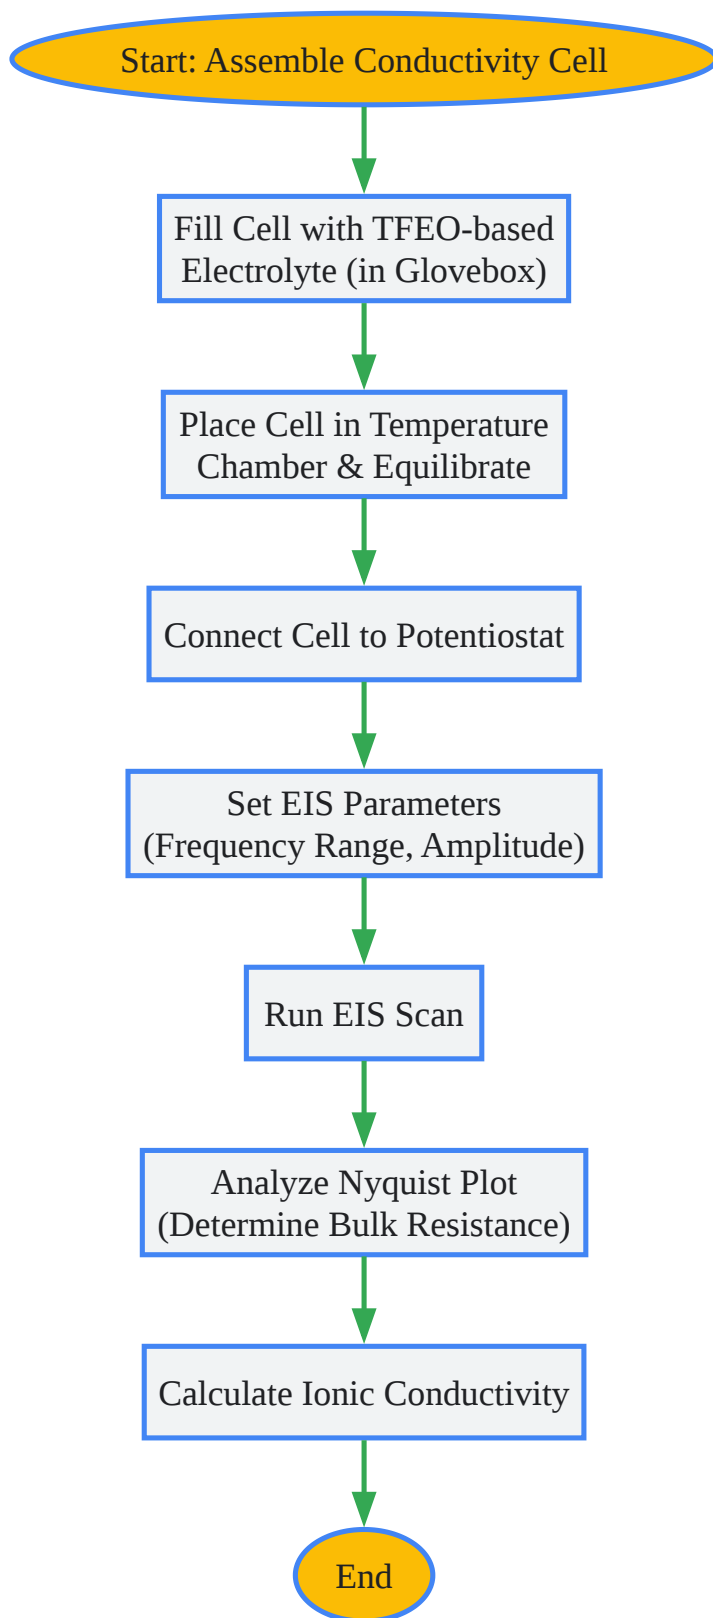 Start: Assemble Conductivity Cell
Fill Cell with TFEO-based
Electrolyte (in Glovebox)
Place Cell in Temperature
Chamber & Equilibrate
Connect Cell to Potentiostat
Set EIS Parameters
(Frequency Range, Amplitude)
Run EIS Scan
Analyze Nyquist Plot
(Determine Bulk Resistance)
Calculate Ionic Conductivity
End